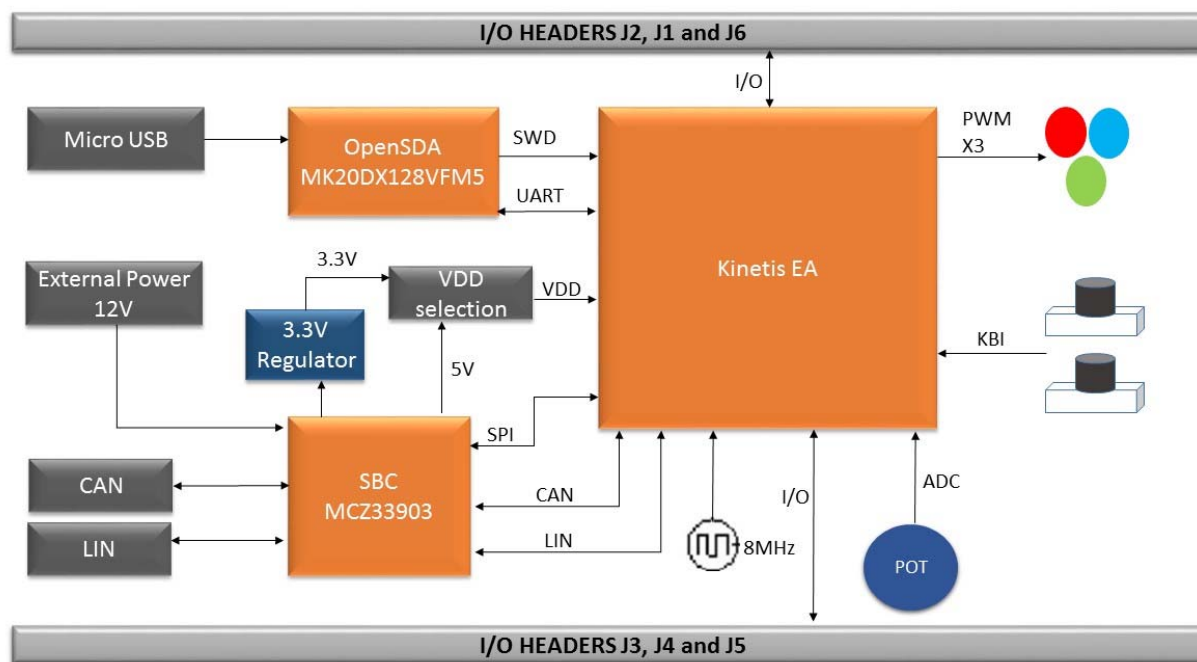 I/O HEADERS J2, J1 and J6
I/O
Micro USB
OpenSDA
MK20DX128VFM5
SWD
UART
PWM
X3
Kinetis EA
External Power
12V
3.3V
VDD
selection
VDD
3.3V
Regulator
5V
KBI
SPI
SBC
MCZ33903
CAN
LIN
CAN
LIN
8MHz
I/O
ADC
POT
I/O HEADERS J3, J4 and J5